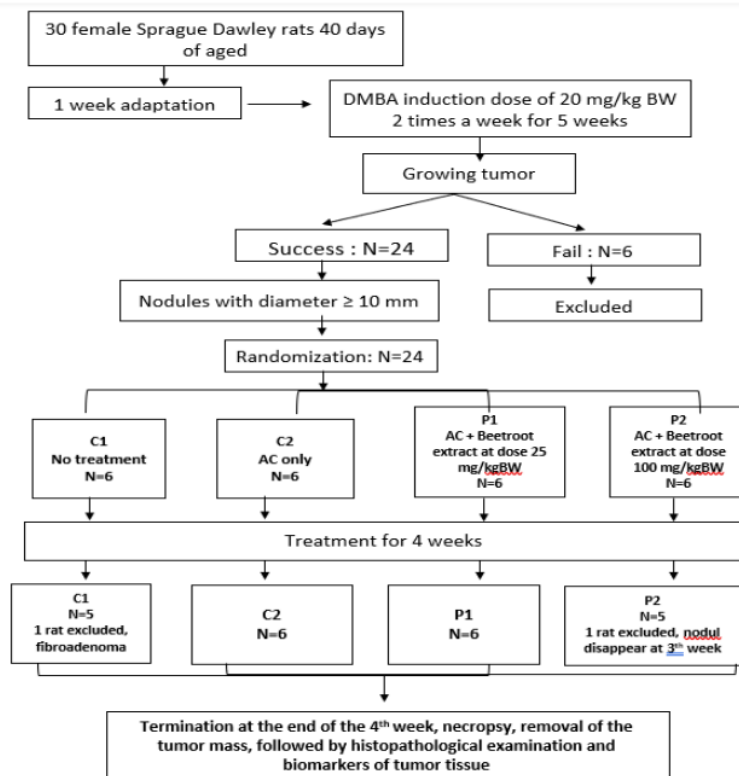 30 female Sprague Dawley rats 40 days
of aged
1 week adaptation
DMBA induction dose of 20 mg/kg BW
2 times a week for 5 weeks
Growing tumor
Success : N=24
Fail : N=6
Nodules with diameter ≥ 10 mm
Excluded
Randomization: N=24
C1
No treatment
N=6
C2
AC only
N=6
P1
AC + Beetroot
extract at dose 25
mg/kgBW
N=6
P2
AC + Beetroot
extract at dose
100 mg/kgBW
N=6
Treatment for 4 weeks
C1
N=5
1 rat excluded,
fibroadenoma
C2
N=6
P1
N=6
P2
N=5
1 rat excluded, nodul
disappear at 3th week
Termination at the end of the 4th week, necropsy, removal of the
tumor mass, followed by histopathological examination and
biomarkers of tumor tissue